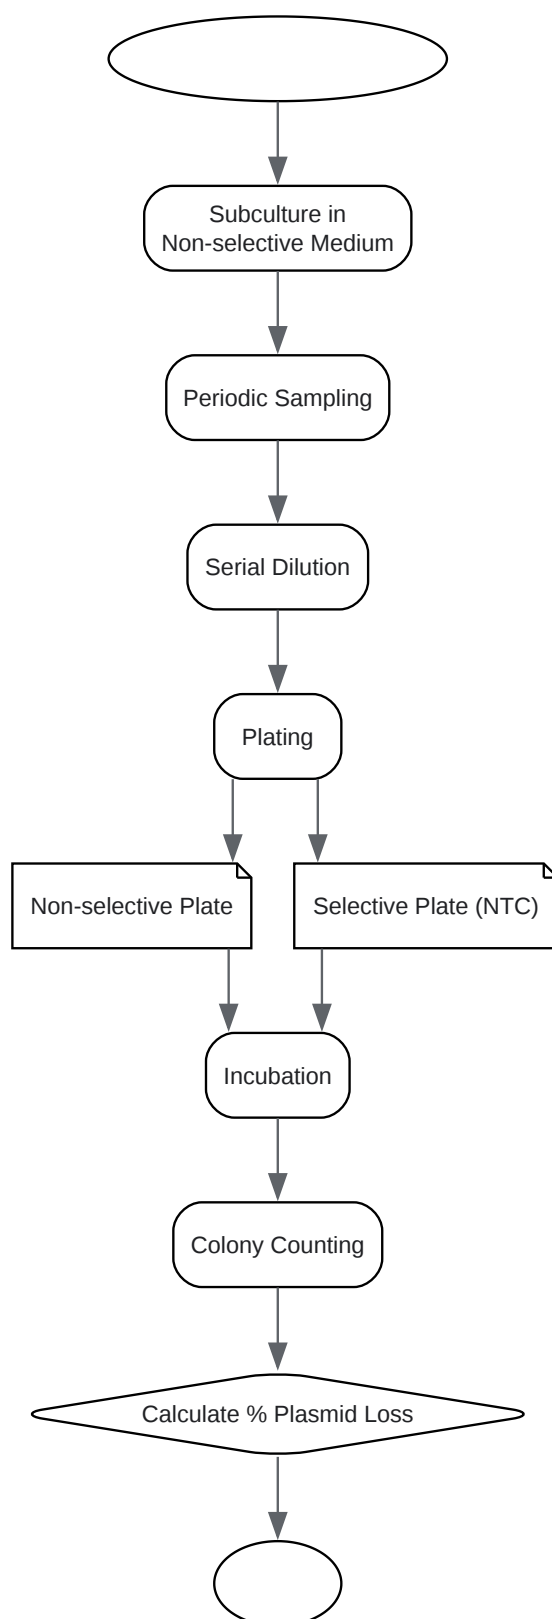 Subculture in
Non-selective Medium
Periodic Sampling
Serial Dilution
Plating
Non-selective Plate
Selective Plate (NTC)
Incubation
Colony Counting
Calculate % Plasmid Loss